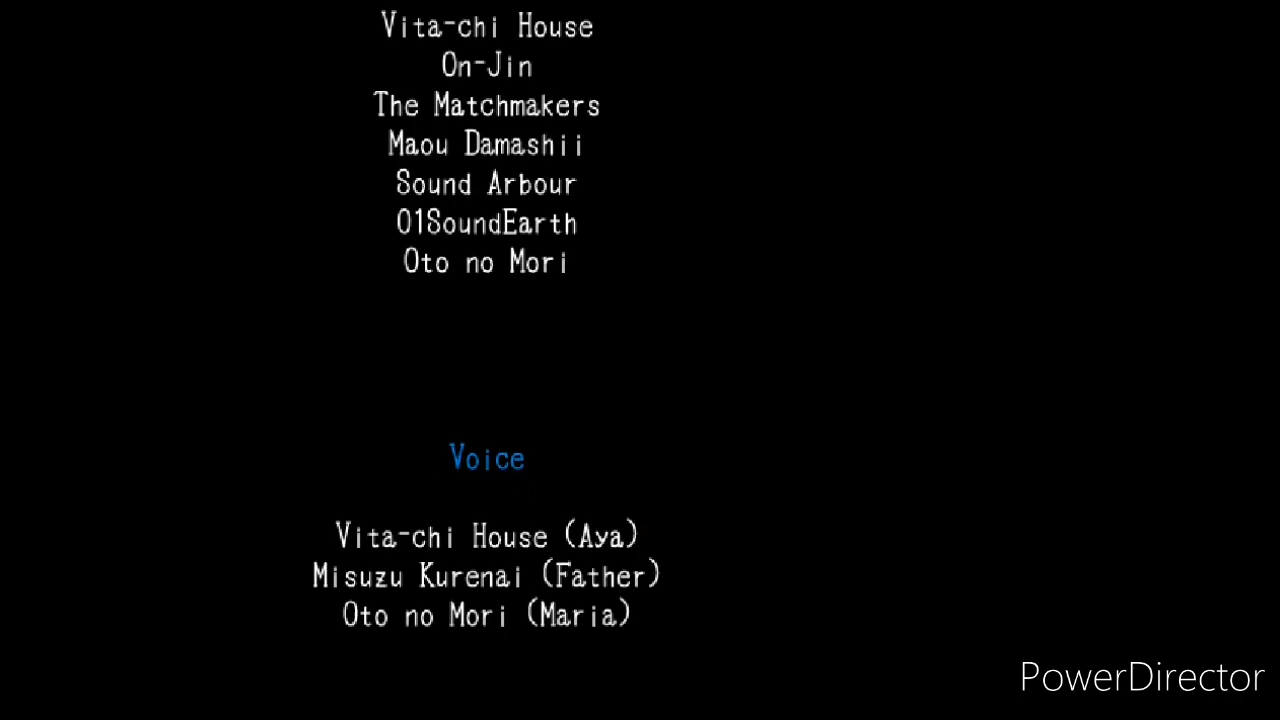 Vita-chi House
On-Jin
The Matchmakers
Maou Damashii
Sound Arbour
01SoundEarth
Oto no Mori
Voice
Vita-chi House (Aya)
Misuzu Kurenai (Father)
Oto no Mori (Maria)
PowerDirector